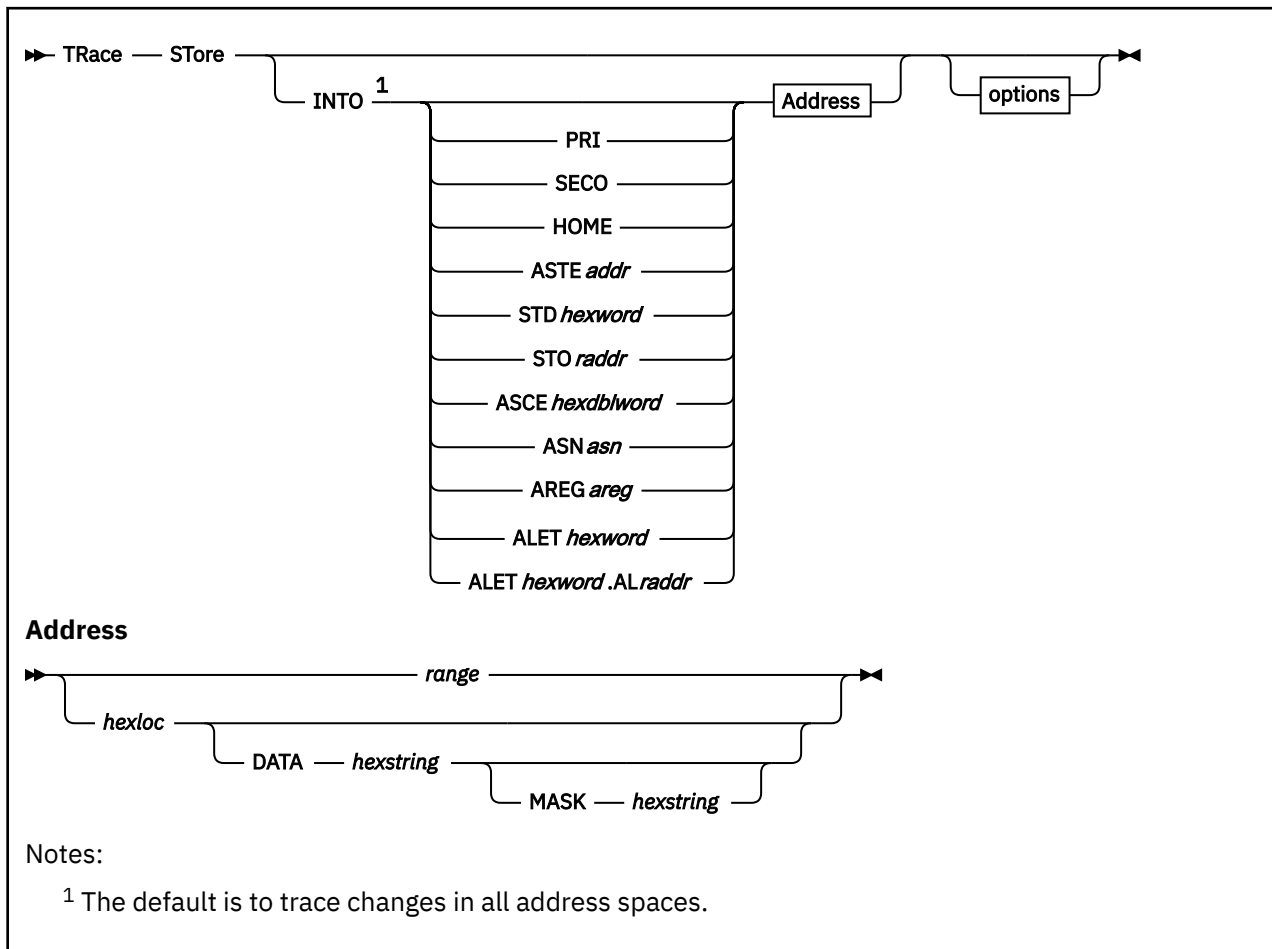 TRace STore
INTO 1 Address options
PRI
SECO
HOME
ASTE addr
STD hexword
STO raddr
ASCE hexdblword
ASN asn
AREG areg
ALET hexword
ALET hexword .ALraddr
Address
range
hexloc
DATA hexstring
MASK hexstring
Notes:
1 The default is to trace changes in all address spaces.